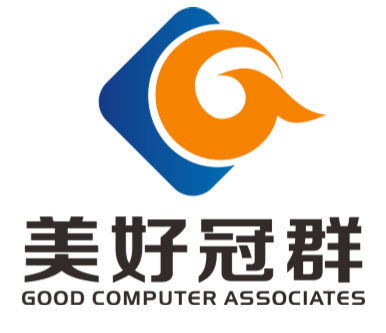 美好冠群
GOOD COMPUTER ASSOCIATES